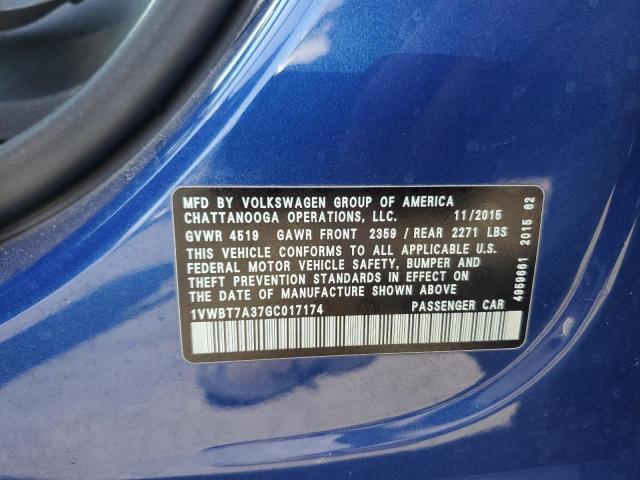 MFD BY VOLKSWAGEN GROUP OF AMERICA
CHATTANOOGA OPERATIONS, LLC. 11/2015
GVWR 4519 GAWR FRONT 2359 / REAR 2271 LBS
THIS VEHICLE CONFORMS TO ALL APPLICABLE U.S.
FEDERAL MOTOR VEHICLE SAFETY, BUMPER AND
THEFT PREVENTION STANDARDS IN EFFECT ON
THE DATE OF MANUFACTURE SHOWN ABOVE
1VWBT7A37GC017174 PASSENGER CAR
4959661 2015 62